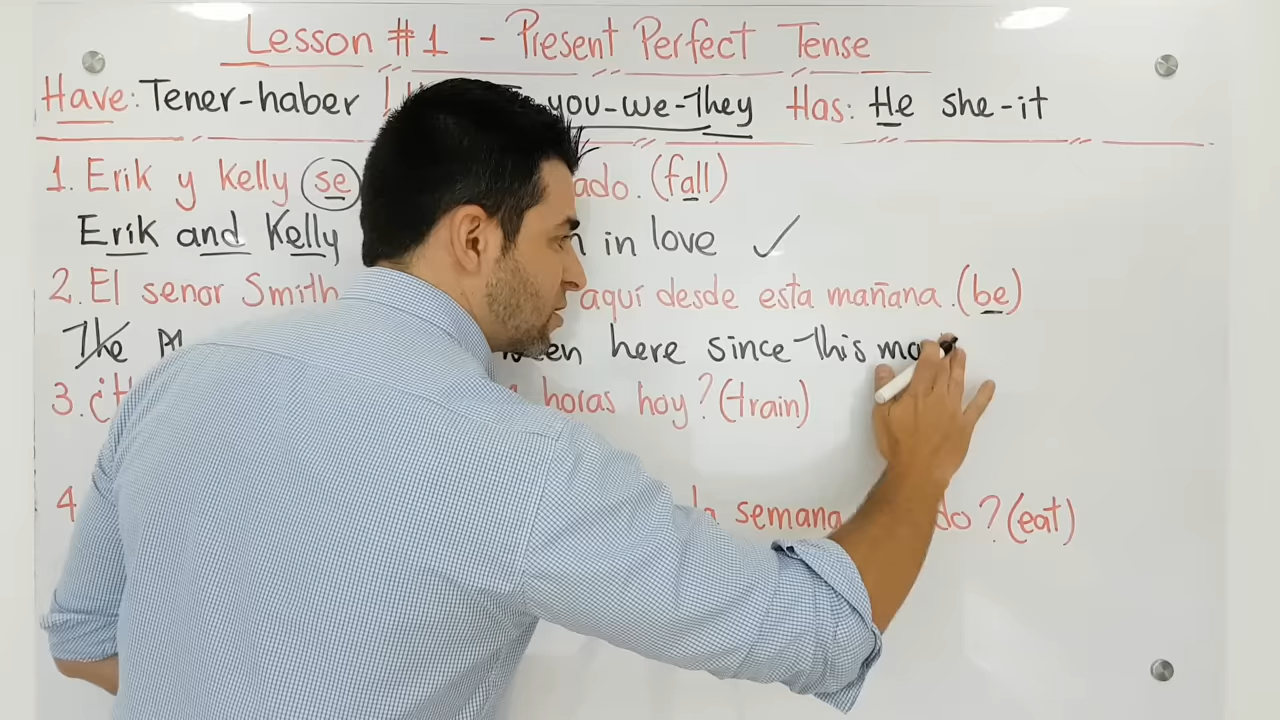 Lesson #1 - Present Perfect Tense
Have: Tener-haber you-we-They Has: He she-it
1. Erik y Kelly se ado. (fall)
Erik and Kelly in love ✓
2. El senor Smith aquí desde esta mañana. (be)
The here since this
3. horas hoy? (train)
4 la semana do? (eat)